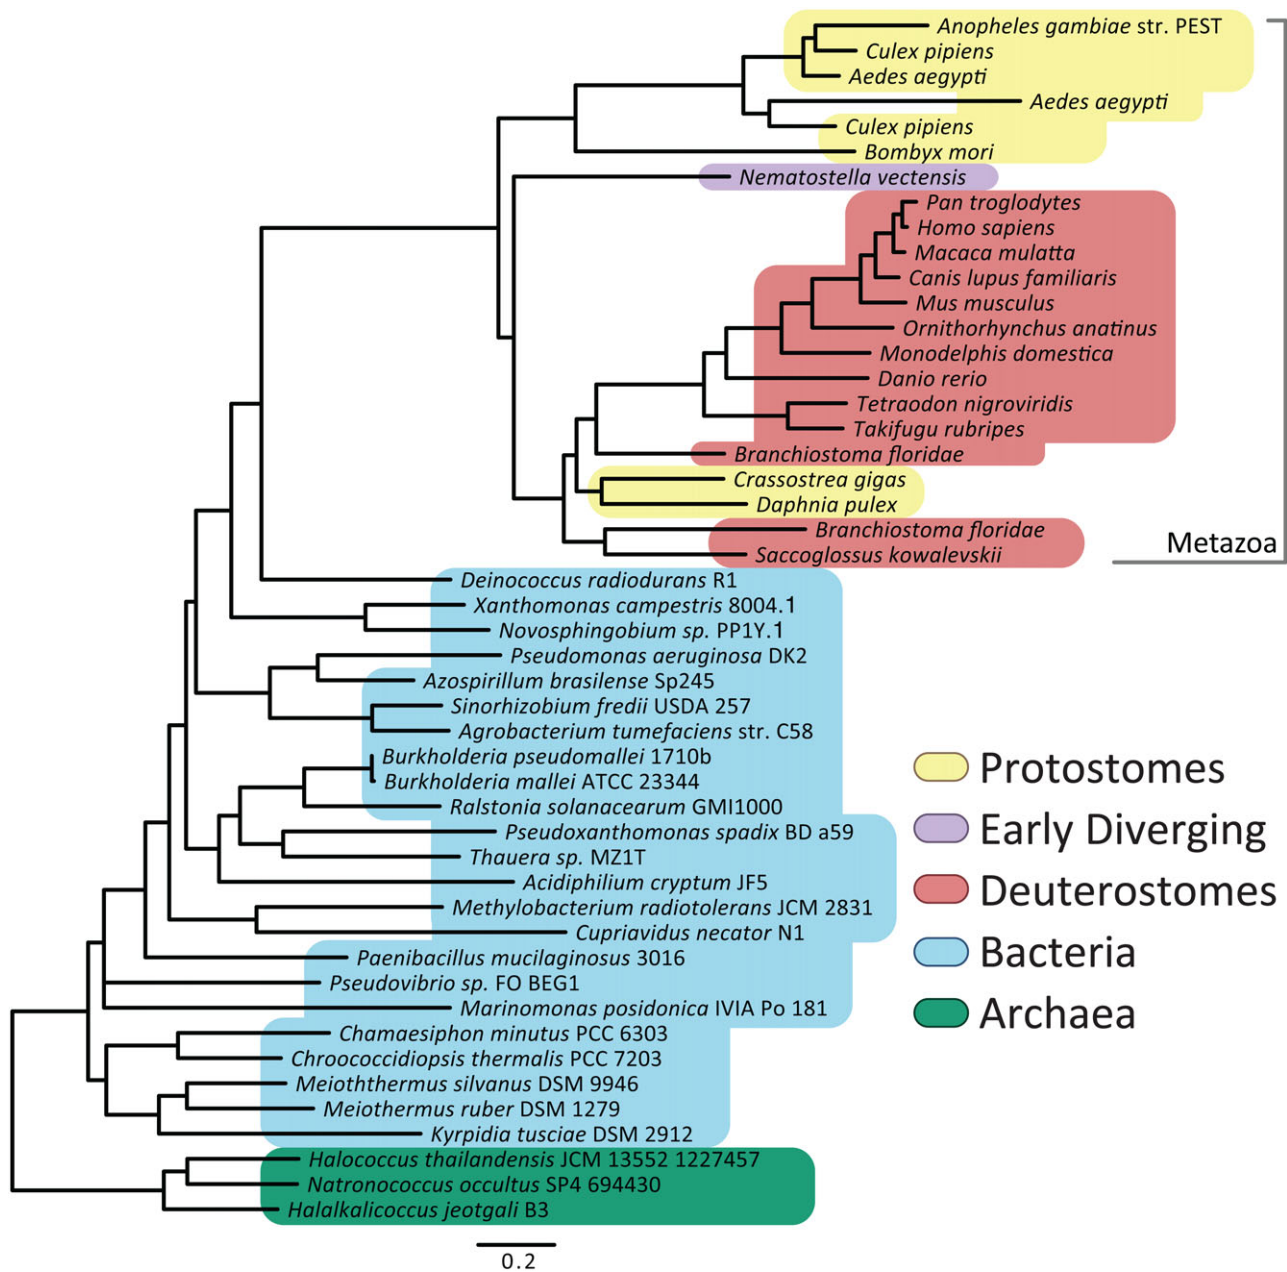 Anopheles gambiae str. PEST
Culex pipiens
Aedes aegypti
Aedes aegypti
Culex pipiens
Bombyx mori
Nematostella vectensis
Pan troglodytes
Homo sapiens
Macaca mulatta
Canis lupus familiaris
Mus musculus
Ornithorhynchus anatinus
Monodelphis domestica
Danio rerio
Tetraodon nigroviridis
Takifugu rubripes
Branchiostoma floridae
Crassostrea gigas
Daphnia pulex
Branchiostoma floridae
Metazoa
Saccoglossus kowalevskii
Deinococcus radiodurans R1
Xanthomonas campestris 8004.1
Novosphingobium sp. PP1Y.1
Pseudomonas aeruginosa DK2
Azospirillum brasilense Sp245
Sinorhizobium fredii USDA 257
Agrobacterium tumefaciens str. C58
Burkholderia pseudomallei 1710b
Burkholderia mallei ATCC 23344
Ralstonia solanacearum GMI1000
Pseudoxanthomonas spadix BD a59
Thauera sp. MZ1T
Acidiphilium cryptum JF5
Methylobacterium radiotolerans JCM 2831
Cupriavidus necator N1
Paenibacillus mucilaginosus 3016
Pseudovibrio sp. FO BEG1
Marinomonas posidonica IVIA Po 181
Chamaesiphon minutus PCC 6303
Chroococcidiopsis thermalis PCC 7203
Meioththermus silvanus DSM 9946
Meiothermus ruber DSM 1279
Kyrpidia tusciae DSM 2912
Halococcus thailandensis JCM 13552 1227457
Natronococcus occultus SP4 694430
Halalkalicoccus jeotgali B3
Protostomes
Early Diverging
Deuterostomes
Bacteria
Archaea
0.2